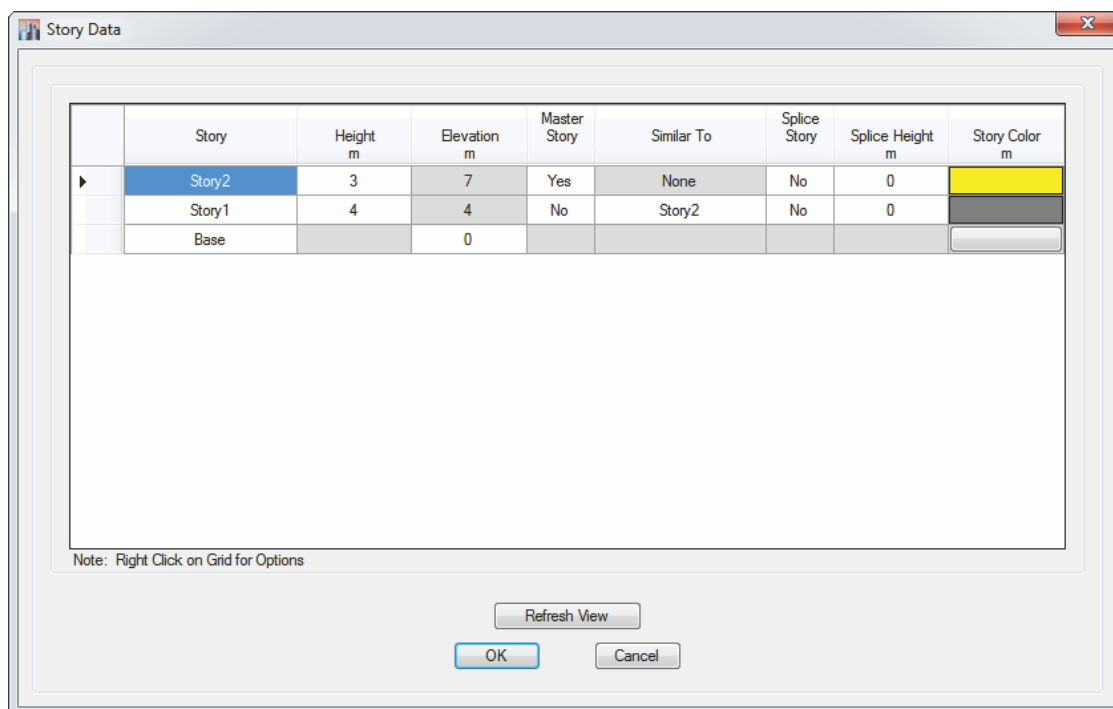 Story Data
Story Height m Elevation m Master Story Similar To Splice Story Splice Height m Story Color m
Story2 3 7 Yes None No 0
Story1 4 4 No Story2 No 0
Base 0
Note: Right Click on Grid for Options
Refresh View
OK Cancel